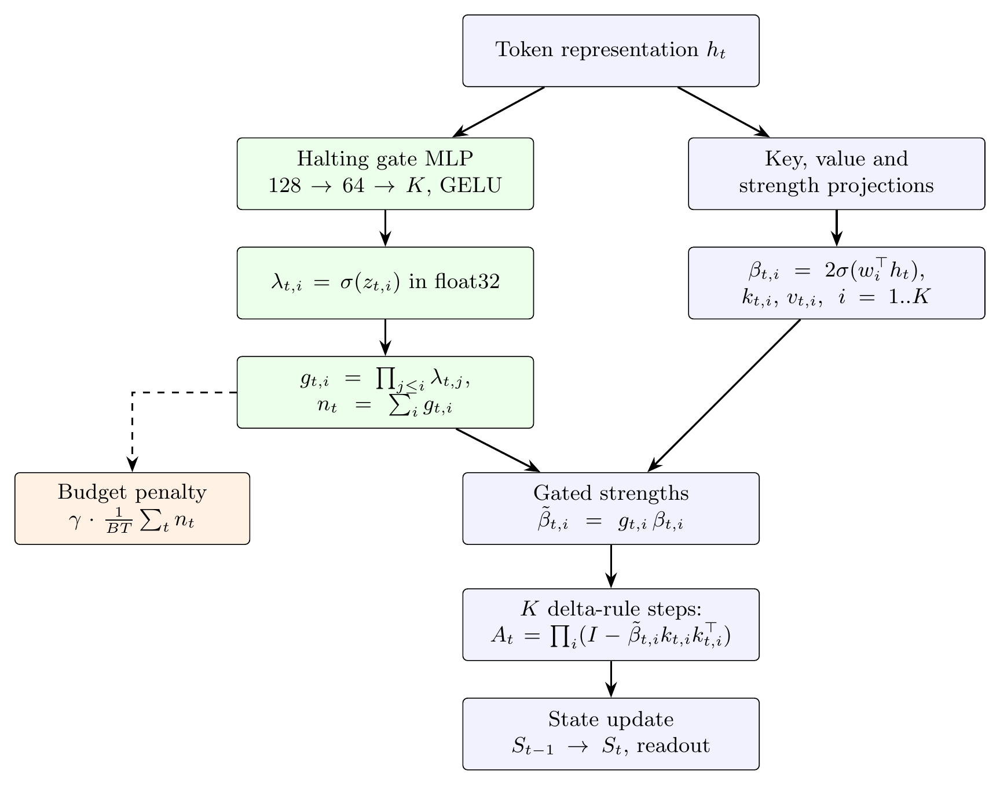 Token representation $h_t$
Halting gate MLP
$128 \to 64 \to K$, GELU
Key, value and
strength projections
$\lambda_{t,i} = \sigma(z_{t,i})$ in float32
$\beta_{t,i} = 2\sigma(w_i^\top h_t)$,
$k_{t,i}, v_{t,i}, \; i = 1..K$
$g_{t,i} = \prod_{j \le i} \lambda_{t,j}$,
$n_t = \sum_i g_{t,i}$
Budget penalty
$\gamma \cdot \frac{1}{BT} \sum_t n_t$
Gated strengths
$\tilde{\beta}_{t,i} = g_{t,i} \, \beta_{t,i}$
$K$ delta-rule steps:
$A_t = \prod_i (I - \tilde{\beta}_{t,i} k_{t,i} k_{t,i}^\top)$
State update
$S_{t-1} \to S_t$, readout